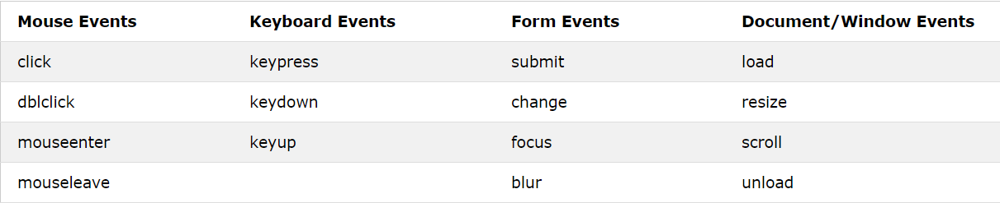 Mouse Events Keyboard Events Form Events Document/Window Events
click keypress submit load
dblclick keydown change resize
mouseenter keyup focus scroll
mouseleave blur unload